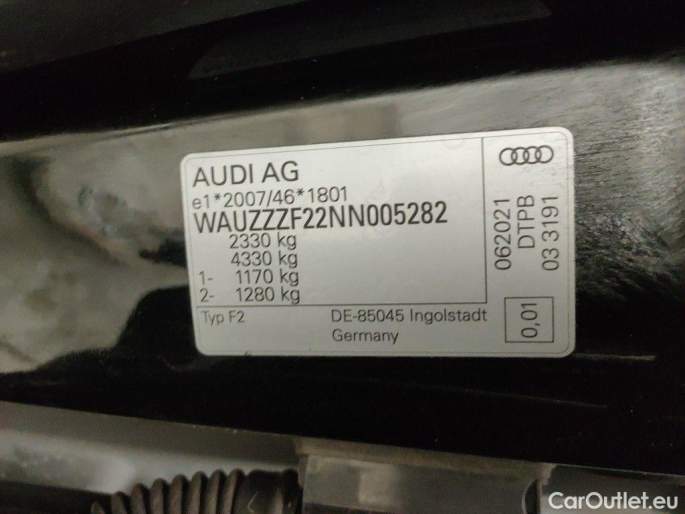 AUDI AG
e1*2007/46*1801
WAUZZZF22NN005282
2330 kg
4330 kg
1- 1170 kg
2- 1280 kg
Typ F2
DE-85045 Ingolstadt
Germany
062021
DTPB
03 3191
0,01
CarOutlet.eu